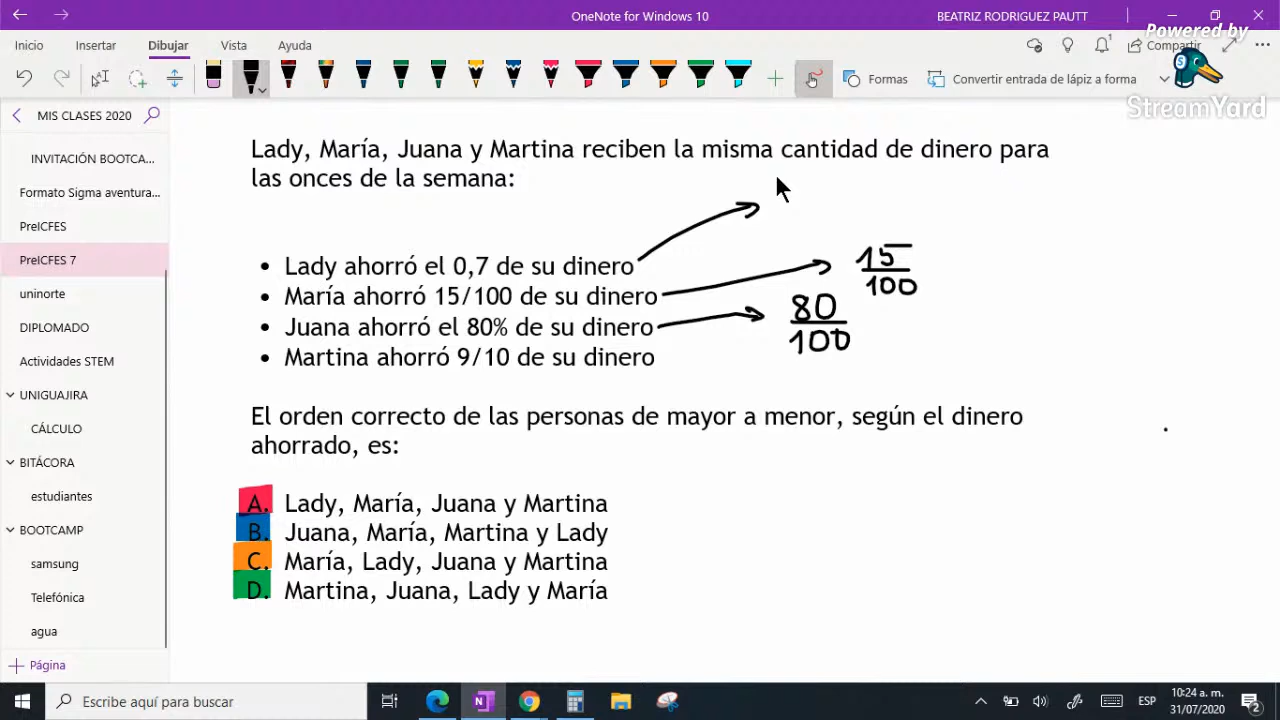 OneNote for Windows 10
BEATRIZ RODRIGUEZ PAUTT
Powered by
StreamYard
Inicio
Insertar
Dibujar
Vista
Ayuda
Compartir
Formas
Convertir entrada de lápiz a forma
MIS CLASES 2020
INVITACIÓN BOOTCA...
Formato Sigma aventura...
PreICFES
PreICFES 7
uninorte
DIPLOMADO
Actividades STEM
UNIGUAJIRA
CÁLCULO
BITÁCORA
estudiantes
BOOTCAMP
samsung
Telefónica
agua
Página
Lady, María, Juana y Martina reciben la misma cantidad de dinero para
las onces de la semana:
• Lady ahorró el 0,7 de su dinero
• María ahorró 15/100 de su dinero
15
100
• Juana ahorró el 80% de su dinero
80
100
• Martina ahorró 9/10 de su dinero
El orden correcto de las personas de mayor a menor, según el dinero
ahorrado, es:
A. Lady, María, Juana y Martina
B. Juana, María, Martina y Lady
C. María, Lady, Juana y Martina
D. Martina, Juana, Lady y María
Escribe aquí para buscar
ESP
10:24 a. m.
31/07/2020
2